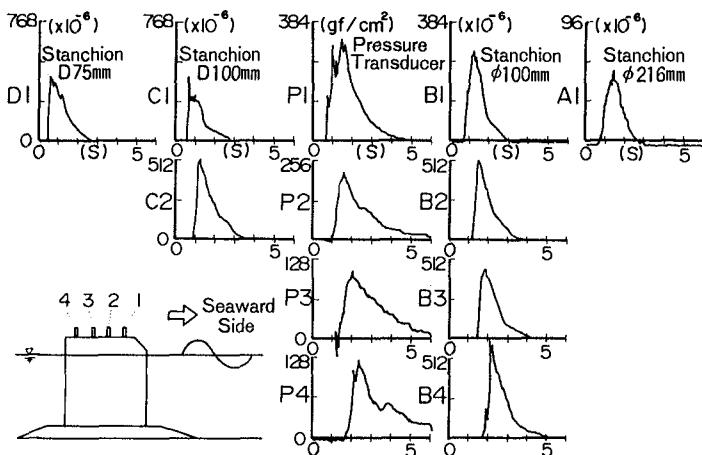 768 (×10⁻⁶) 768 (×10⁻⁶) 384 (gf/cm²) 384 (×10⁻⁶) 96 (×10⁻⁶)
Stanchion D75mm
Stanchion D100mm
Pressure Transducer
Stanchion φ100mm
Stanchion φ216mm
D1 C1 P1 B1 A1
0 0 (S) 5
0 0 (S) 5
0 0 (S) 5
0 0 (S) 5
0 0 (S) 5
512 256 512
C2 P2 B2
0 0 5
0 0 5
0 0 5
128 512
P3 B3
0 0 5
0 0 5
4 3 2 1
Seaward Side
128 512
P4 B4
0 0 5
0 0 5